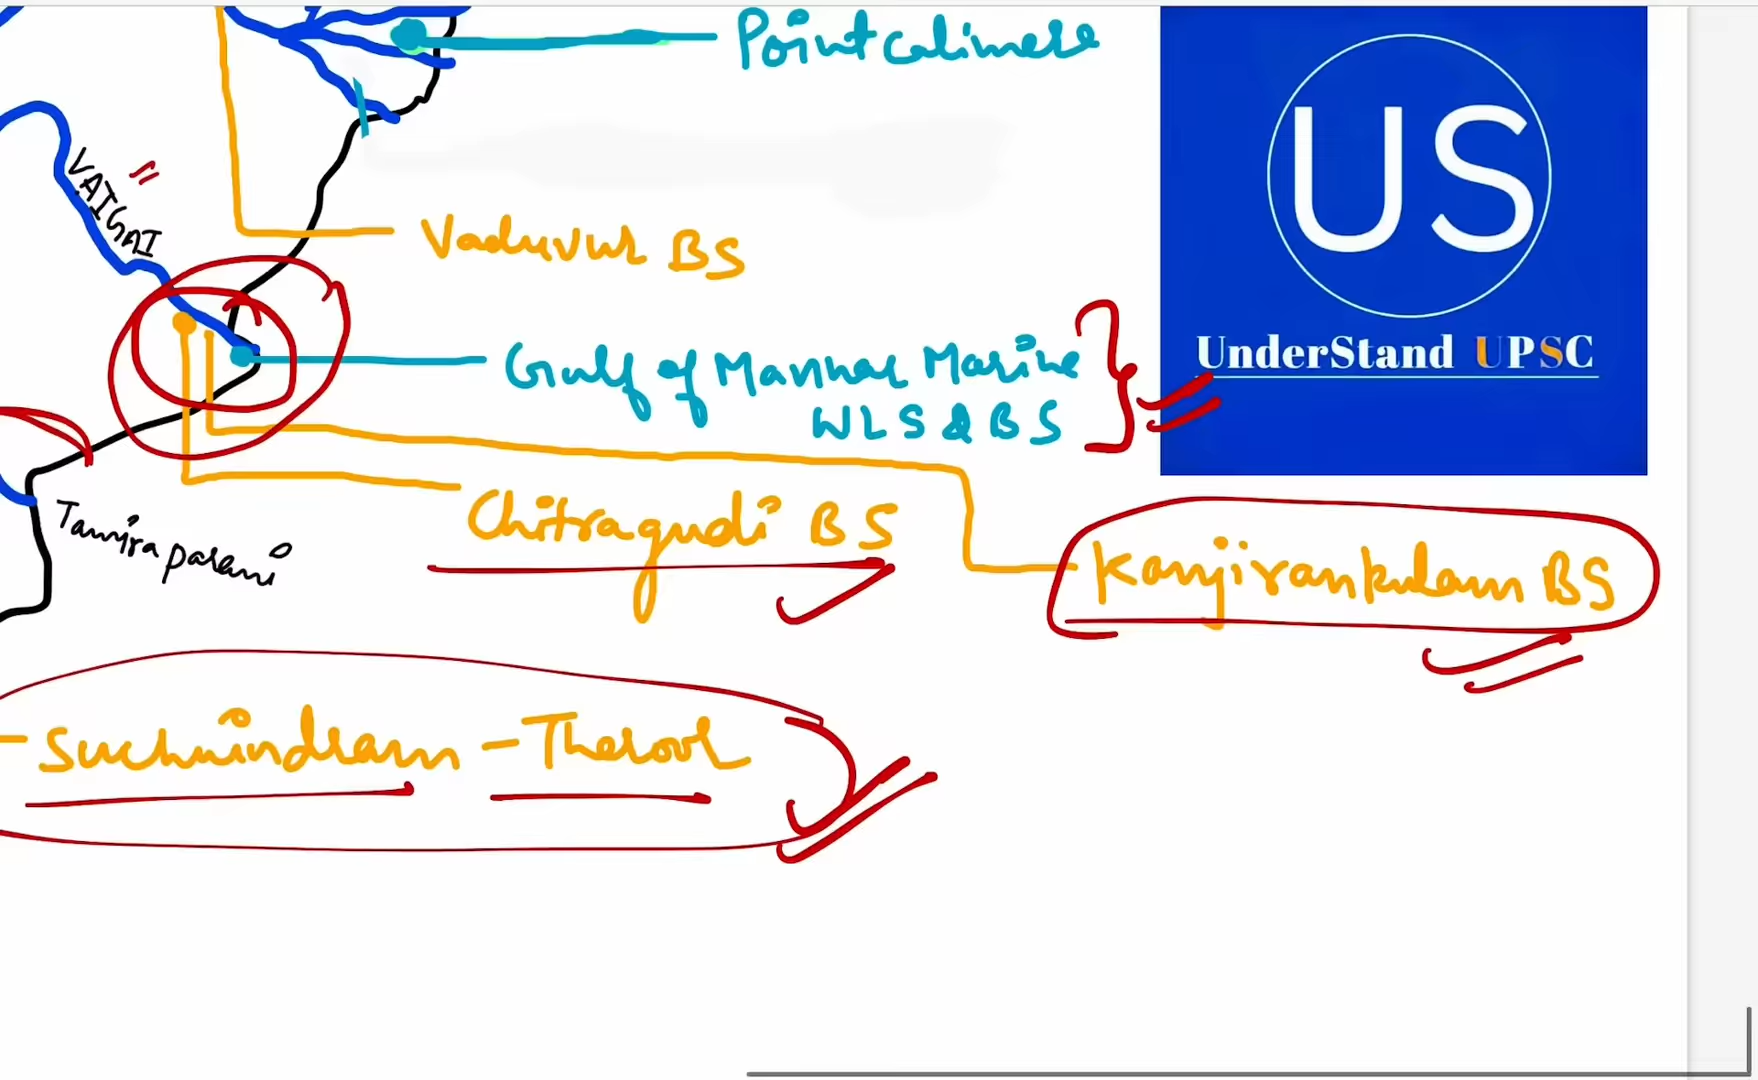 Point calimere
US
VAIGAI
Vaduvur BS
UnderStand UPSC
Gulf of Mannar Marine
WLS & BS
Chitragudi BS
Tamiraparani
Kanjirankulam BS
- Suchindram - Theroor